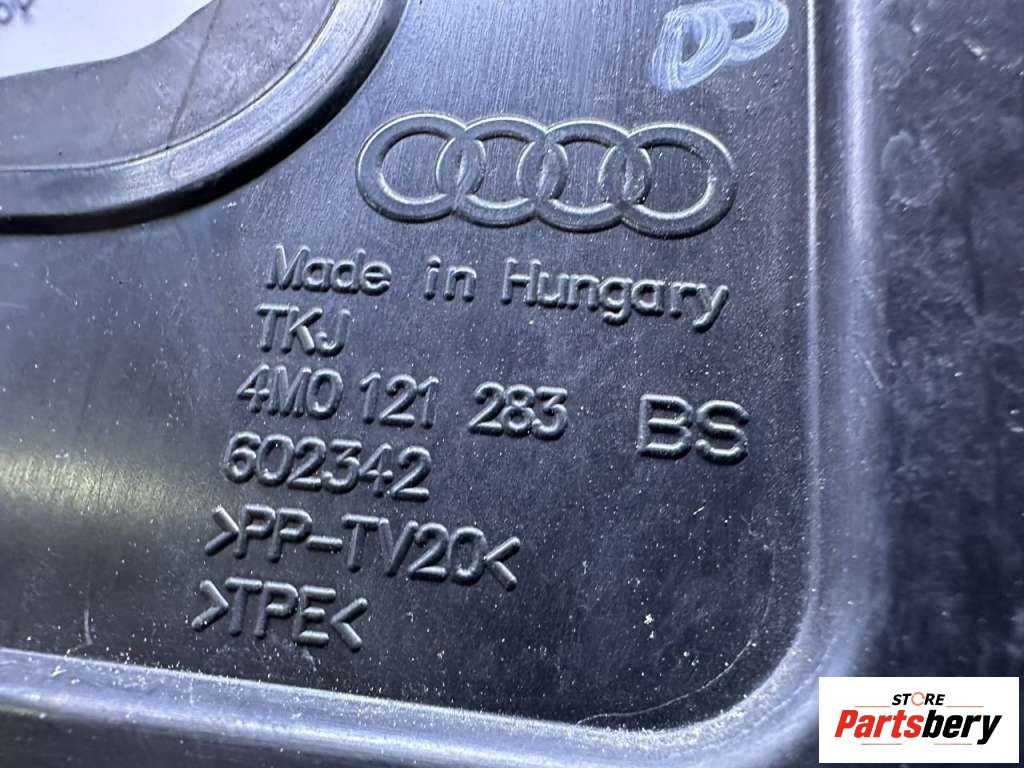 Made in Hungary
TKJ
4M0 121 283 BS
602342
>PP-TV20<
>TPE<
STORE
Partsbery